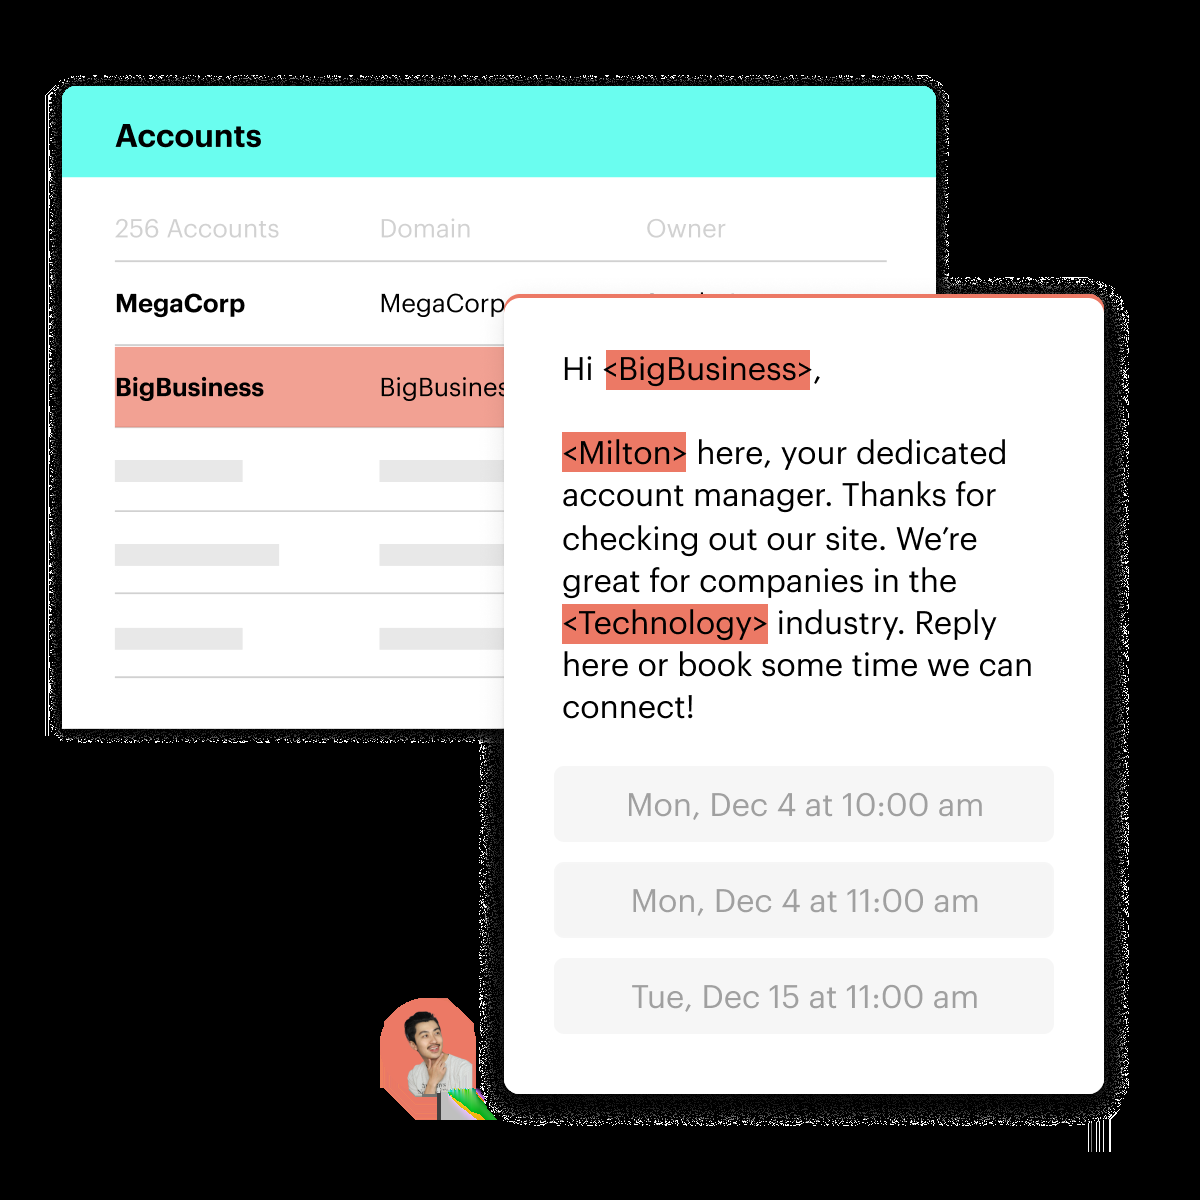 Accounts
256 Accounts Domain Owner
MegaCorp MegaCorp
BigBusiness BigBusines
Hi <BigBusiness>,
<Milton> here, your dedicated
account manager. Thanks for
checking out our site. We’re
great for companies in the
<Technology> industry. Reply
here or book some time we can
connect!
Mon, Dec 4 at 10:00 am
Mon, Dec 4 at 11:00 am
Tue, Dec 15 at 11:00 am